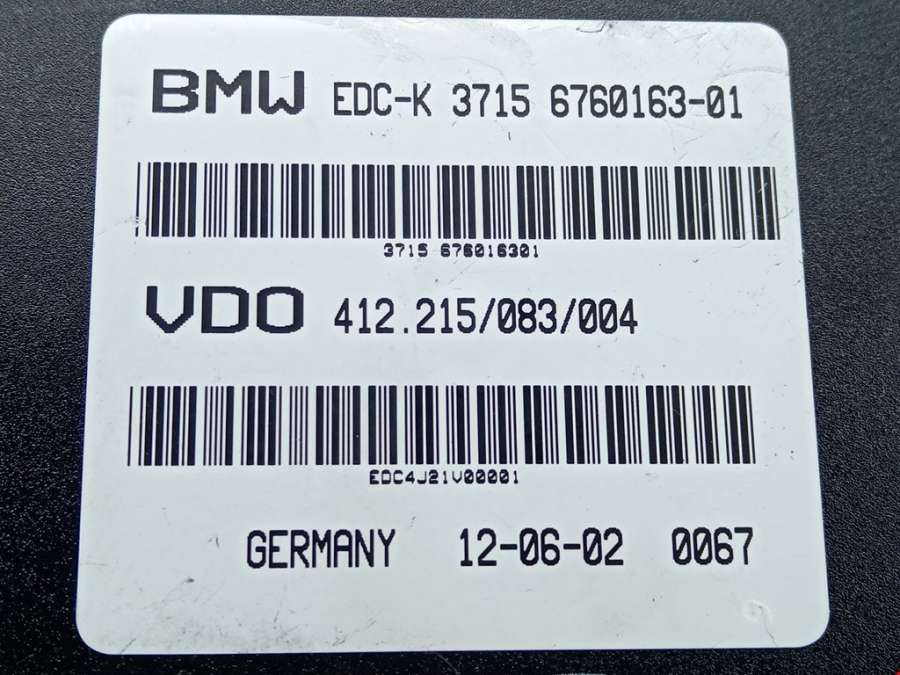 BMW EDC-K 3715 6760163-01
3715 676016301
VDO 412.215/083/004
EDC4J21V00001
GERMANY 12-06-02 0067